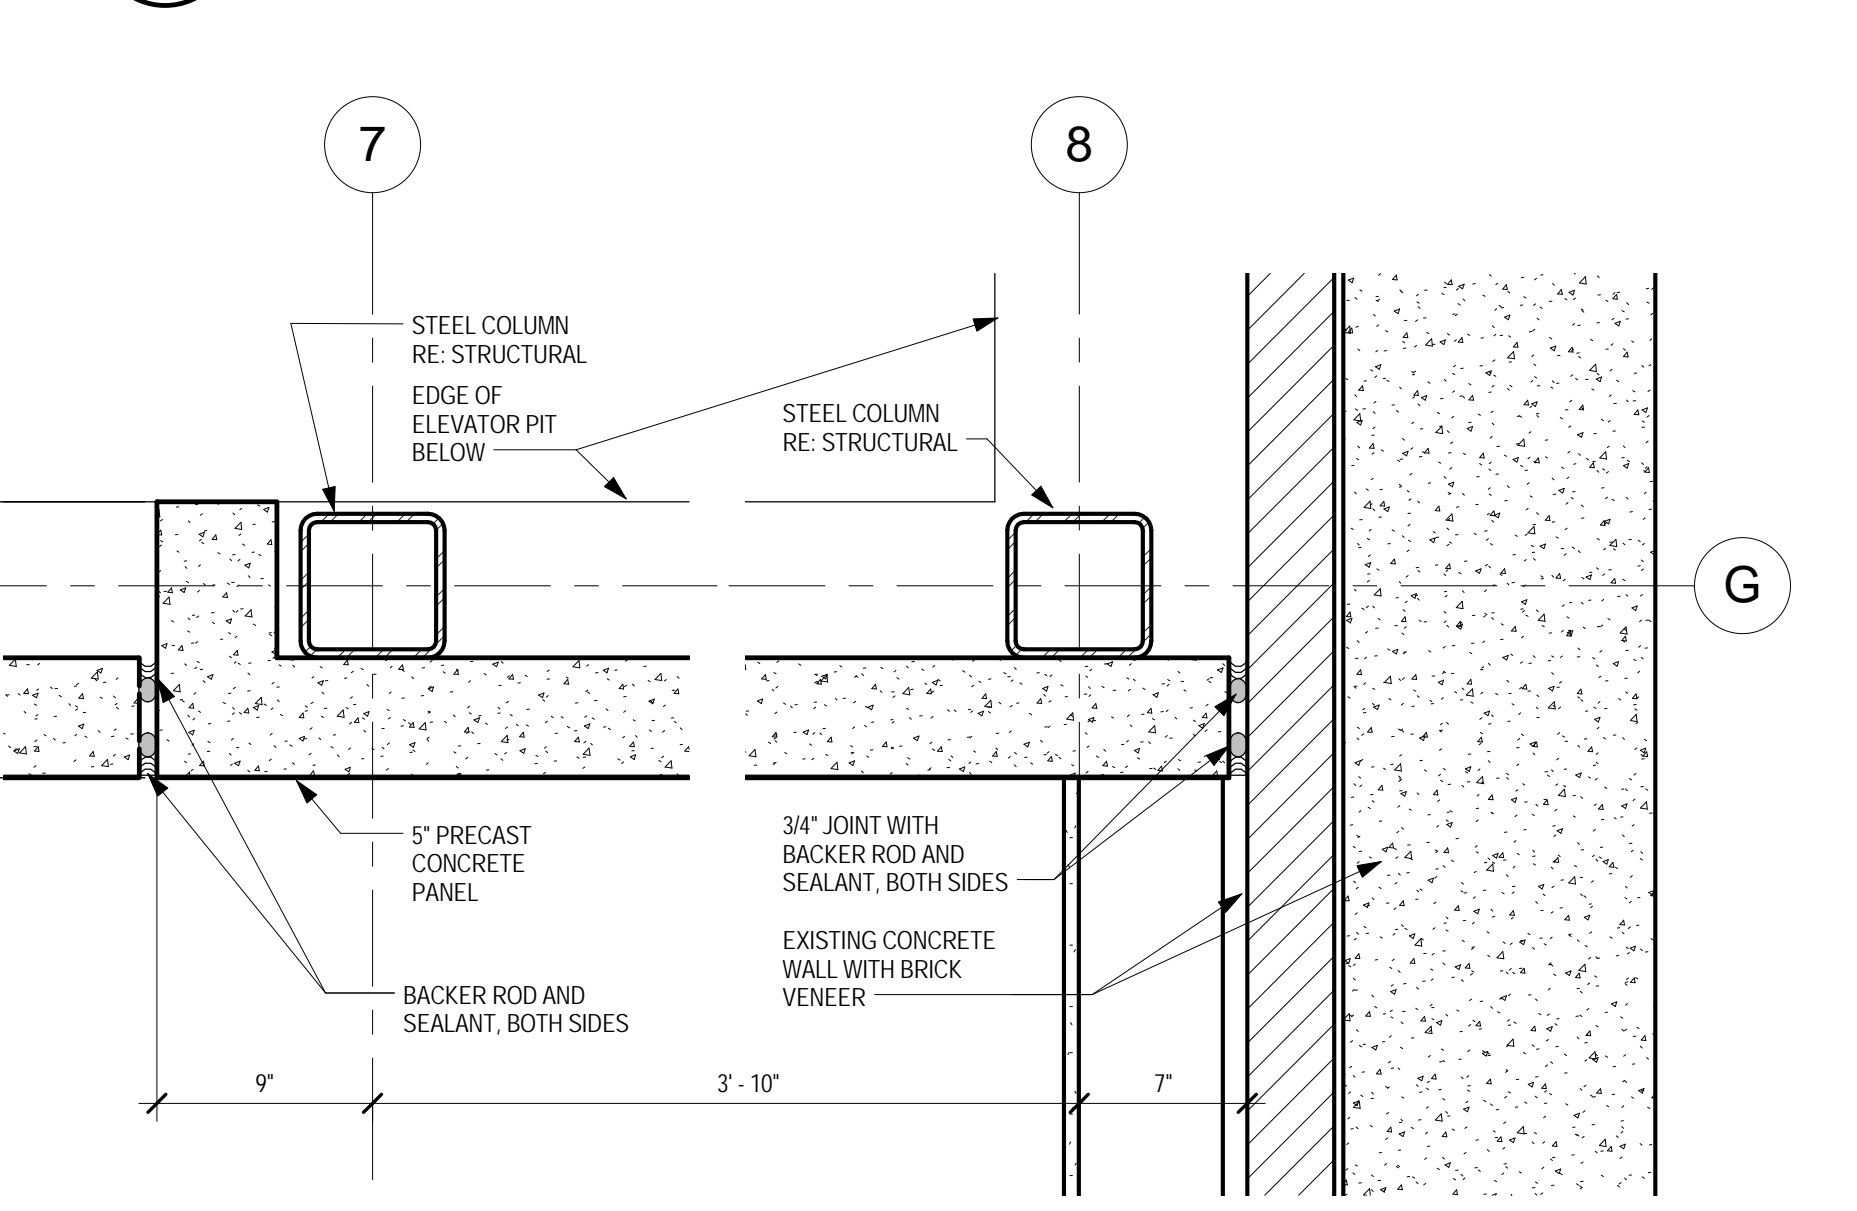 7
8
STEEL COLUMN
RE: STRUCTURAL
EDGE OF
ELEVATOR PIT
BELOW
STEEL COLUMN
RE: STRUCTURAL
G
5" PRECAST
CONCRETE
PANEL
3/4" JOINT WITH
BACKER ROD AND
SEALANT, BOTH SIDES
EXISTING CONCRETE
WALL WITH BRICK
VENEER
BACKER ROD AND
SEALANT, BOTH SIDES
9"
3' - 10"
7"